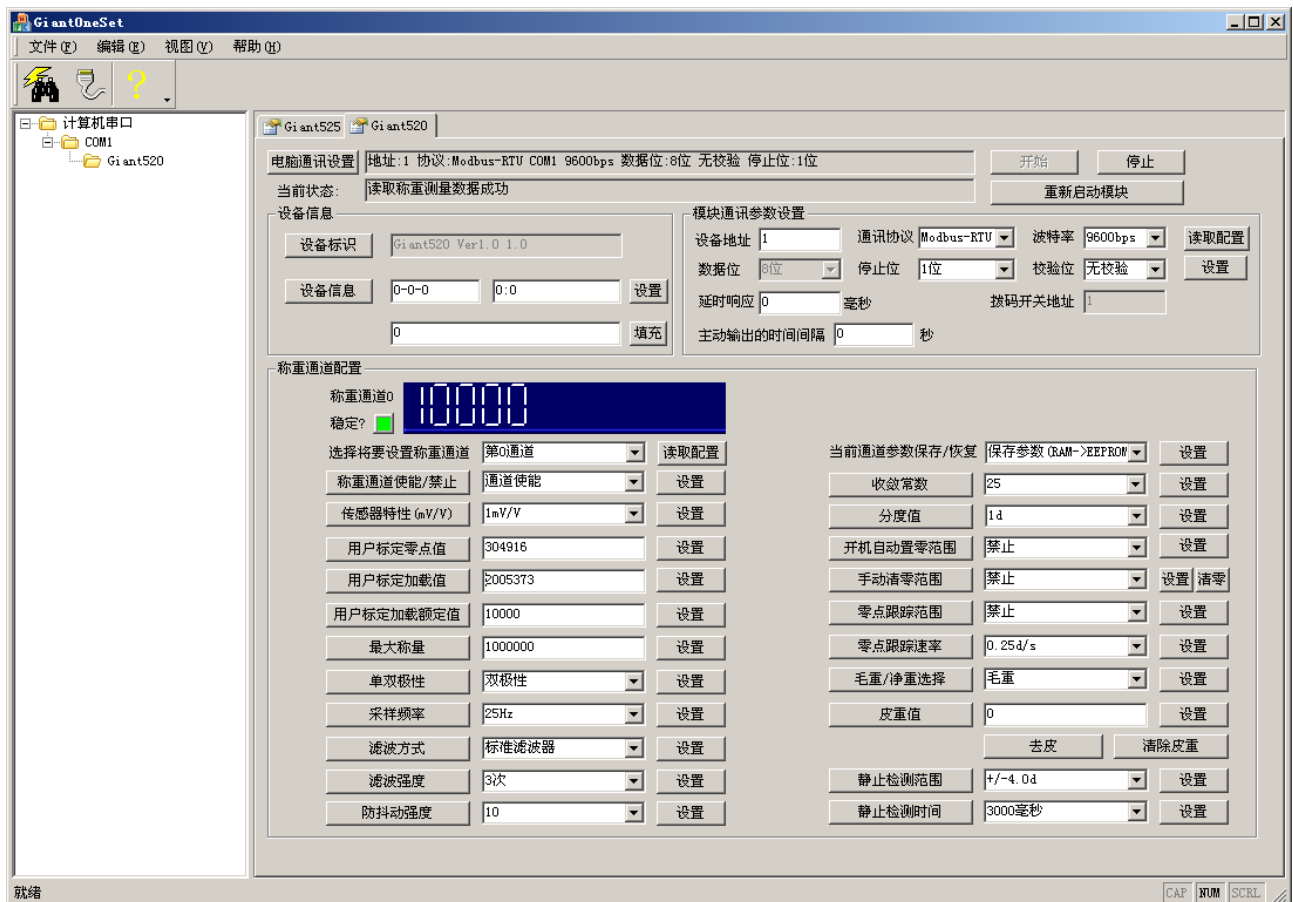 GiantOneSet
文件(F) 编辑(E) 视图(V) 帮助(H)
计算机串口
COM1
Giant520
Giant525 Giant520
电脑通讯设置 地址:1 协议:Modbus-RTU COM1 9600bps 数据位:8位 无校验 停止位:1位 开始 停止
当前状态: 读取称重测量数据成功 重新启动模块
设备信息
设备标识 Giant520 Ver1.0 1.0
设备信息 0-0-0 0:0 设置
0 填充
模块通讯参数设置
设备地址 1 通讯协议 Modbus-RTU 波特率 9600bps 读取配置
数据位 8位 停止位 1位 校验位 无校验 设置
延时响应 0 毫秒 拨码开关地址 1
主动输出的时间间隔 0 秒
称重通道配置
称重通道0 10000
稳定?
选择将要设置称重通道 第0通道 读取配置 当前通道参数保存/恢复 保存参数(RAM->EEPROM 设置
称重通道使能/禁止 通道使能 设置 收敛常数 25 设置
传感器特性(mV/V) 1mV/V 设置 分度值 1d 设置
用户标定零点值 304916 设置 开机自动置零范围 禁止 设置
用户标定加载值 2005373 设置 手动清零范围 禁止 设置 清零
用户标定加载额定值 10000 设置 零点跟踪范围 禁止 设置
最大称量 1000000 设置 零点跟踪速率 0.25d/s 设置
单双极性 双极性 设置 毛重/净重选择 毛重 设置
采样频率 25Hz 设置 皮重值 0 设置
滤波方式 标准滤波器 设置 去皮 清除皮重
滤波强度 3次 设置 静止检测范围 +/-4.0d 设置
防抖动强度 10 设置 静止检测时间 3000毫秒 设置
就绪 CAP NUM SCRL